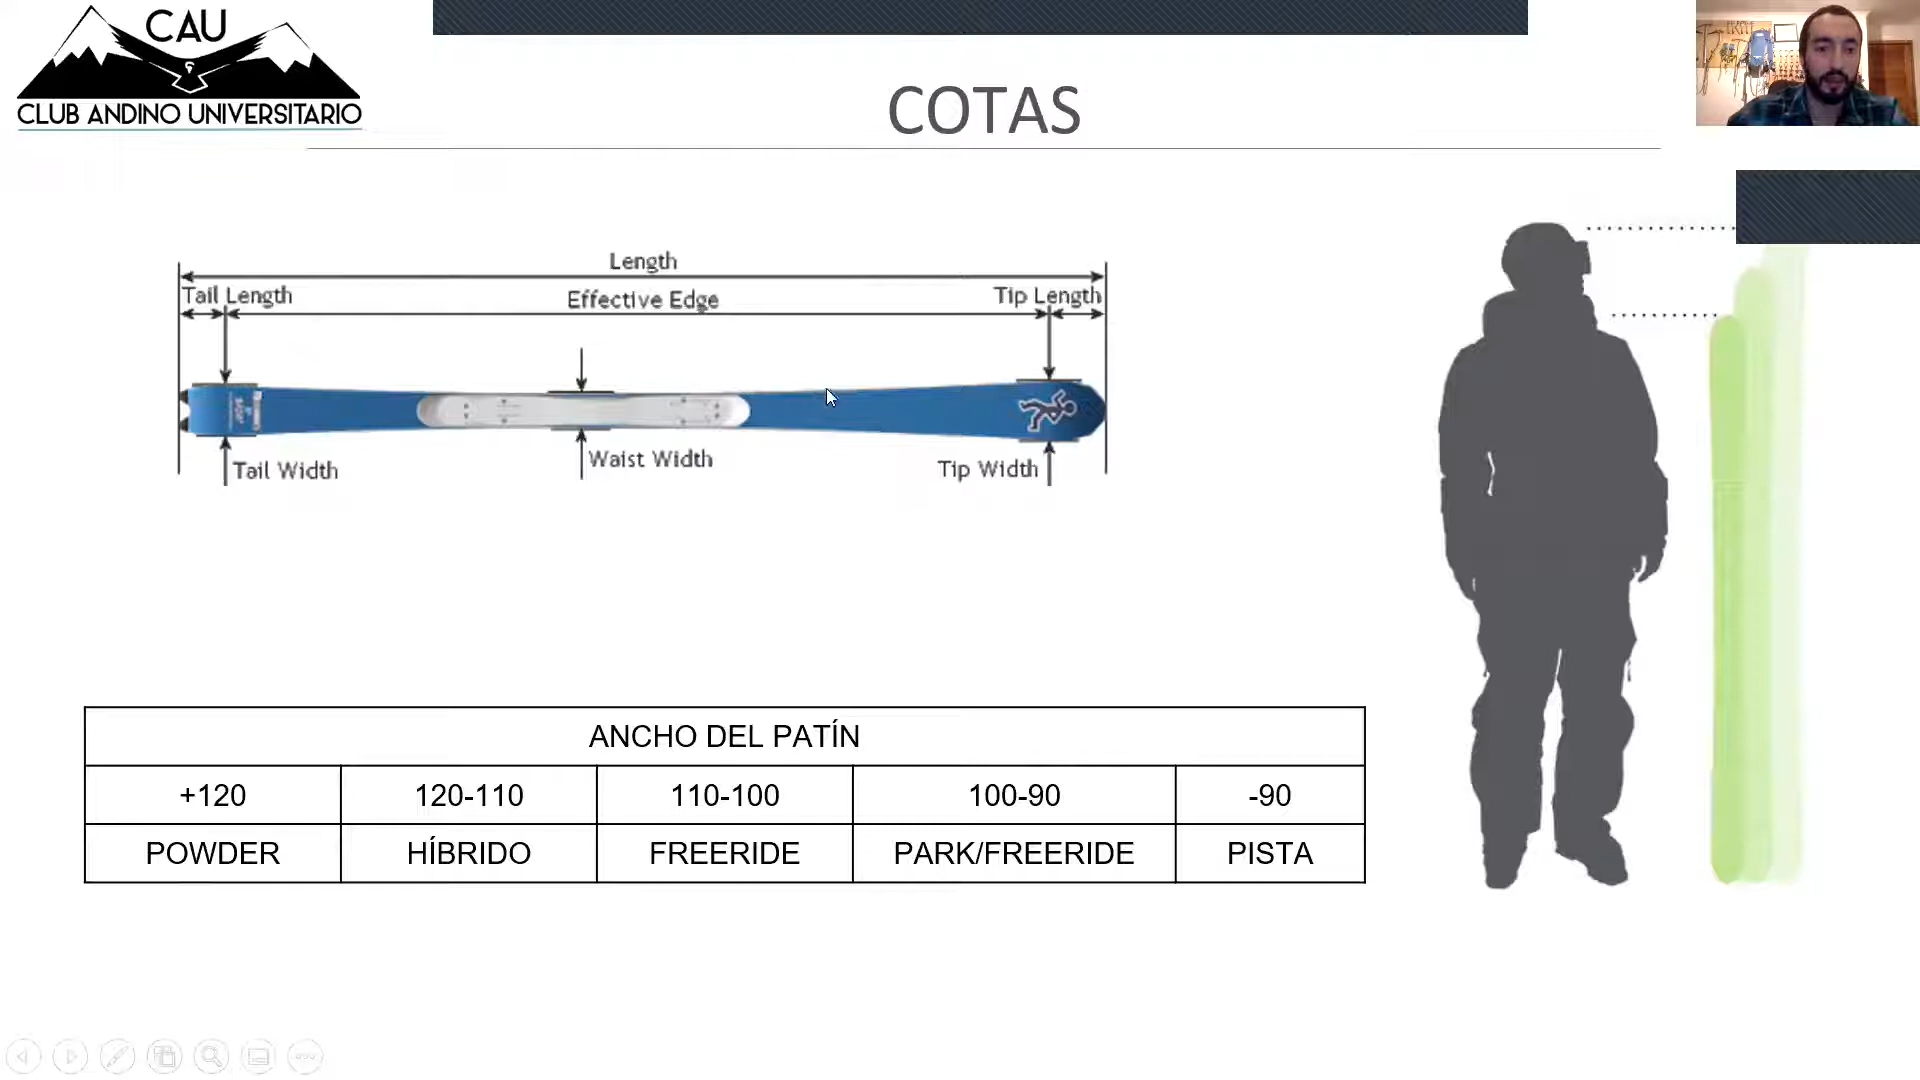 CAU
CLUB ANDINO UNIVERSITARIO
COTAS
Length
Tail Length
Effective Edge
Tip Length
Tail Width
Waist Width
Tip Width
ANCHO DEL PATÍN
+120 120-110 110-100 100-90 -90
POWDER HÍBRIDO FREERIDE PARK/FREERIDE PISTA